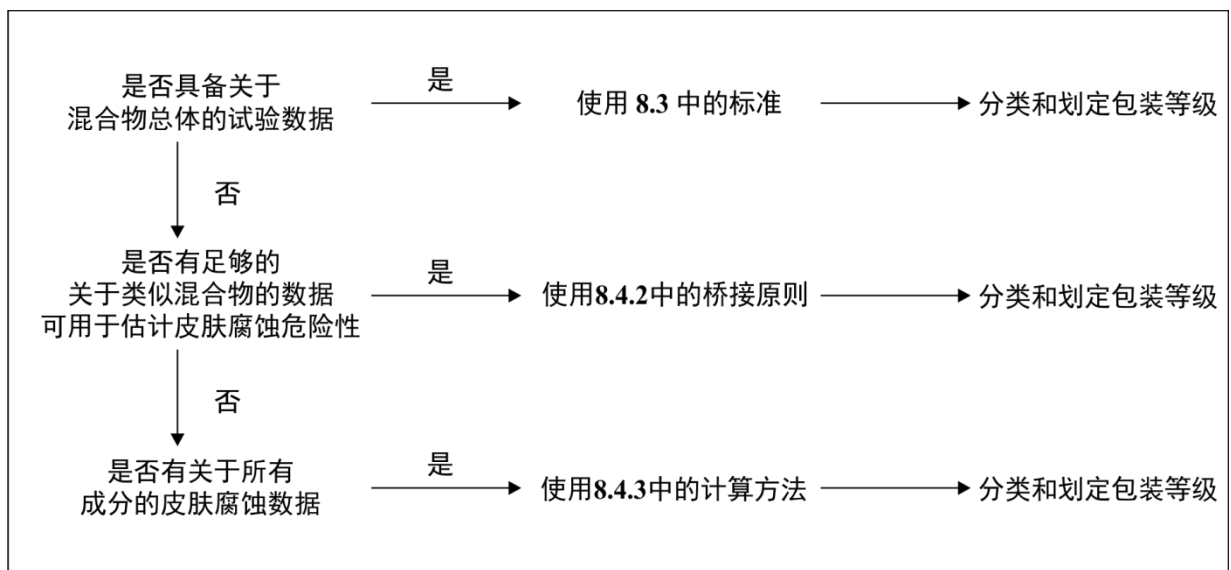 是否具备关于
混合物总体的试验数据
是
使用 8.3 中的标准
分类和划定包装等级
否
是否有足够的
关于类似混合物的数据
可用于估计皮肤腐蚀危险性
是
使用8.4.2中的桥接原则
分类和划定包装等级
否
是否有关于所有
成分的皮肤腐蚀数据
是
使用8.4.3中的计算方法
分类和划定包装等级